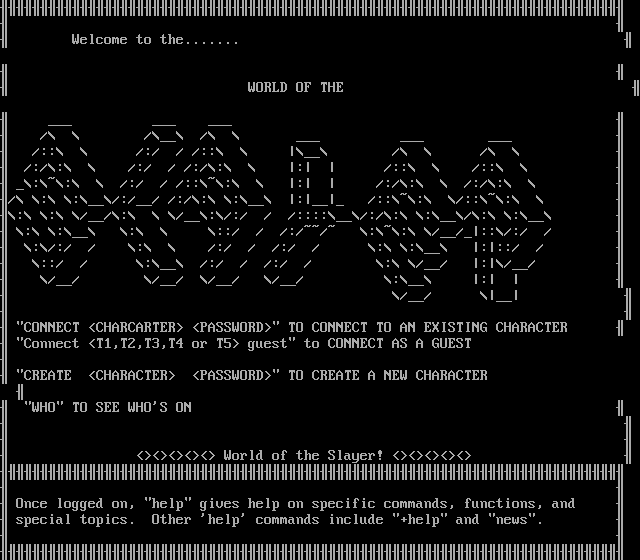 Welcome to the.......
WORLD OF THE
"CONNECT <CHARCARTER> <PASSWORD>" TO CONNECT TO AN EXISTING CHARACTER
"Connect <T1,T2,T3,T4 or T5> guest" to CONNECT AS A GUEST
"CREATE  <CHARACTER>  <PASSWORD>" TO CREATE A NEW CHARACTER
"WHO" TO SEE WHO'S ON
<><><><><> World of the Slayer! <><><><><>
Once logged on, "help" gives help on specific commands, functions, and
special topics.  Other 'help' commands include "+help" and "news".